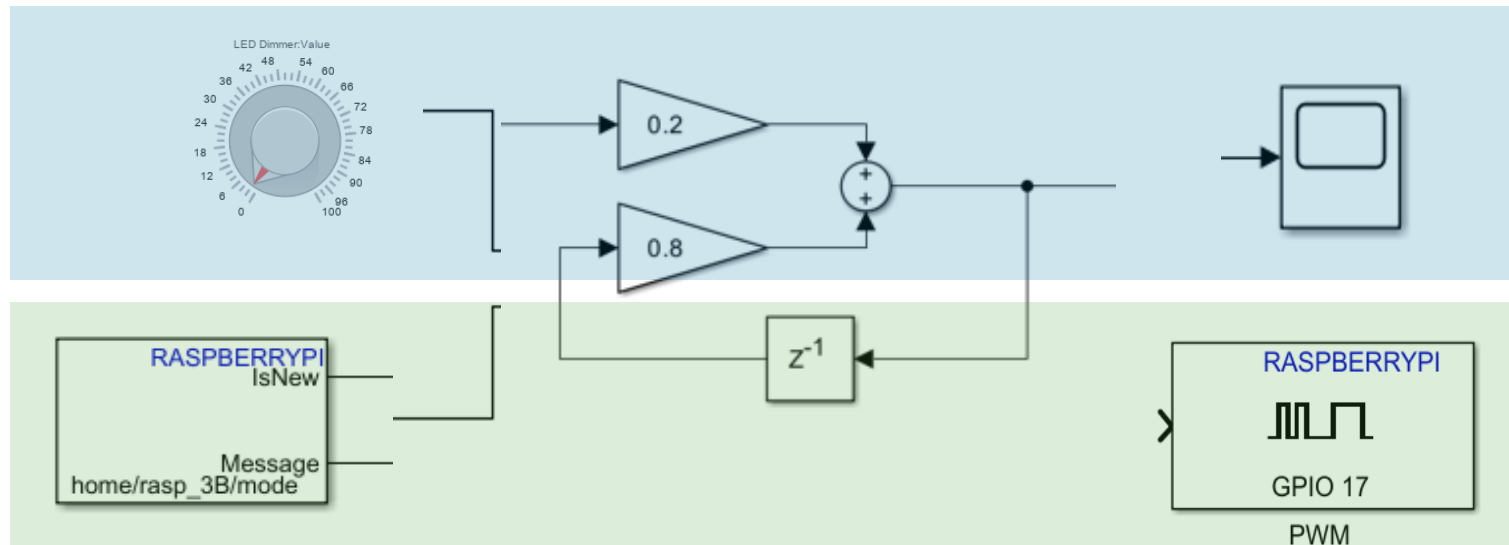 LED Dimmer:Value
0
6
12
18
24
30
36
42
48
54
60
66
72
78
84
90
96
100
0.2
+
+
0.8
z-1
RASPBERRYPI
IsNew
Message
home/rasp_3B/mode
RASPBERRYPI
GPIO 17
PWM